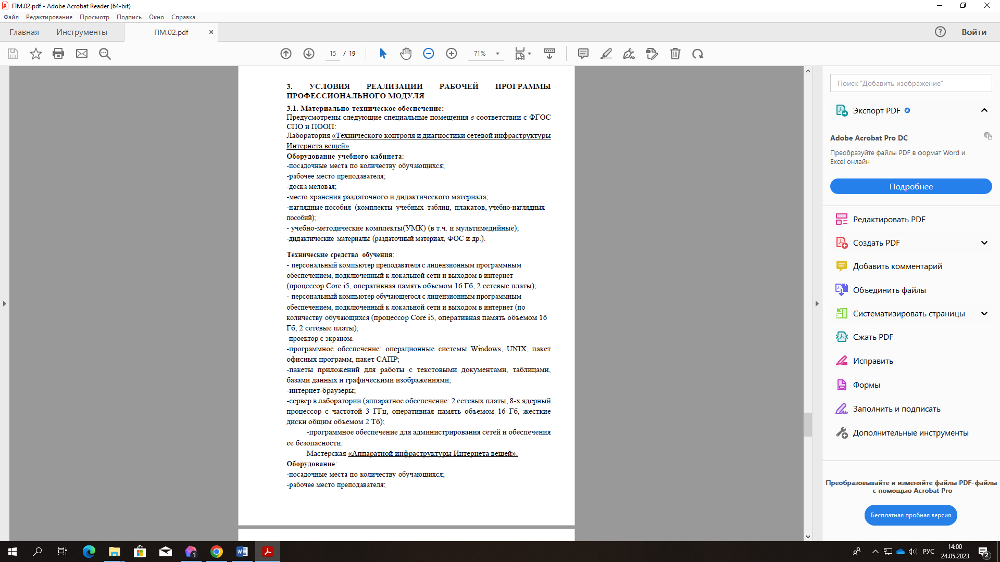 ПМ.02.pdf - Adobe Acrobat Reader (64-bit)
Файл Редактирование Просмотр Подпись Окно Справка
Главная Инструменты ПМ.02.pdf Войти
15 / 19 71%
3. УСЛОВИЯ РЕАЛИЗАЦИИ РАБОЧЕЙ ПРОГРАММЫ
ПРОФЕССИОНАЛЬНОГО МОДУЛЯ
3.1. Материально-техническое обеспечение:
Предусмотрены следующие специальные помещения в соответствии с ФГОС
СПО и ПООП:
Лаборатория «Технического контроля и диагностики сетевой инфраструктуры
Интернета вещей»
Оборудование учебного кабинета:
-посадочные места по количеству обучающихся;
-рабочее место преподавателя;
-доска меловая;
-место хранения раздаточного и дидактического материала;
-наглядные пособия (комплекты учебных таблиц, плакатов, учебно-наглядных
пособий);
- учебно-методические комплекты(УМК) (в т.ч. и мультимедийные);
-дидактические материалы (раздаточный материал, ФОС и др.).
Технические средства обучения:
- персональный компьютер преподавателя с лицензионным программным
обеспечением, подключенный к локальной сети и выходом в интернет
(процессор Core i5, оперативная память объемом 16 Гб, 2 сетевые платы);
- персональный компьютер обучающегося с лицензионным программным
обеспечением, подключенный к локальной сети и выходом в интернет (по
количеству обучающихся (процессор Core i5, оперативная память объемом 16
Гб, 2 сетевые платы);
-проектор с экраном.
-программное обеспечение: операционные системы Windows, UNIX, пакет
офисных программ, пакет САПР;
-пакеты приложений для работы с текстовыми документами, таблицами,
базами данных и графическими изображениями;
-интернет-браузеры;
-сервер в лаборатории (аппаратное обеспечение: 2 сетевых платы, 8-х ядерный
процессор с частотой 3 ГГц, оперативная память объемом 16 Гб, жесткие
диски общим объемом 2 Тб);
-программное обеспечение для администрирования сетей и обеспечения
ее безопасности.
Мастерская «Аппаратной инфраструктуры Интернета вещей».
Оборудование:
-посадочные места по количеству обучающихся;
-рабочее место преподавателя;
Поиск "Добавить изображение"
Экспорт PDF
Adobe Acrobat Pro DC
Преобразуйте файлы PDF в формат Word и
Excel онлайн
Подробнее
Редактировать PDF
Создать PDF
Добавить комментарий
Объединить файлы
Систематизировать страницы
Сжать PDF
Исправить
Формы
Заполнить и подписать
Дополнительные инструменты
Преобразовывайте и изменяйте файлы PDF-файлы
с помощью Acrobat Pro
Бесплатная пробная версия
1
РУС
14:00
24.05.2023
2